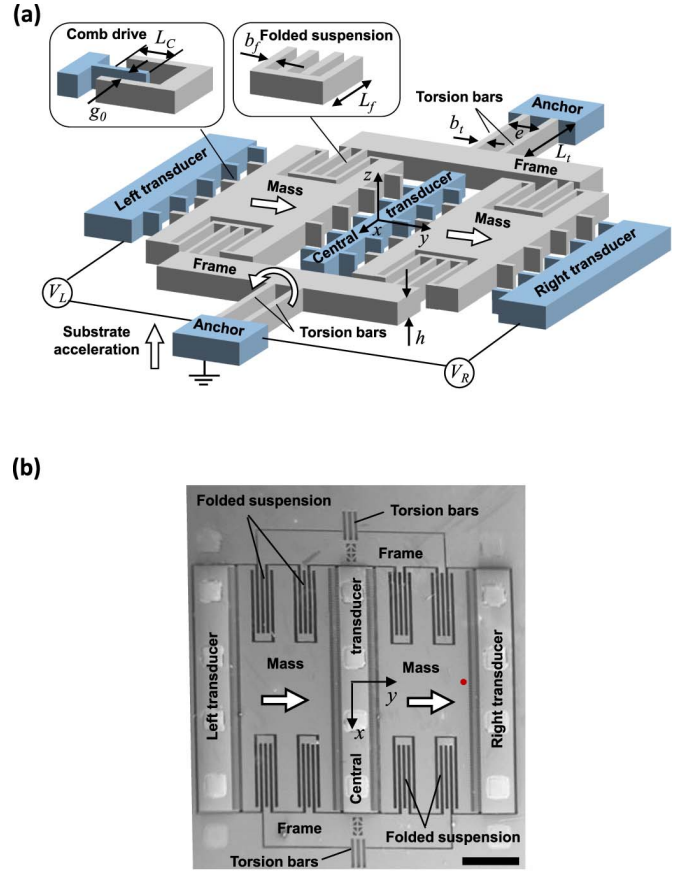 (a)
Comb drive
L_C
g_0
Folded suspension
b_f
L_f
Torsion bars
Anchor
b_t
e
L_t
Frame
Left transducer
Mass
z
Central
transducer
x
y
Mass
Right transducer
Frame
V_L
Substrate
acceleration
Anchor
Torsion bars
h
V_R
(b)
Folded suspension
Torsion bars
Frame
Left transducer
Mass
transducer
Mass
Right transducer
y
x
Central
Frame
Folded suspension
Torsion bars